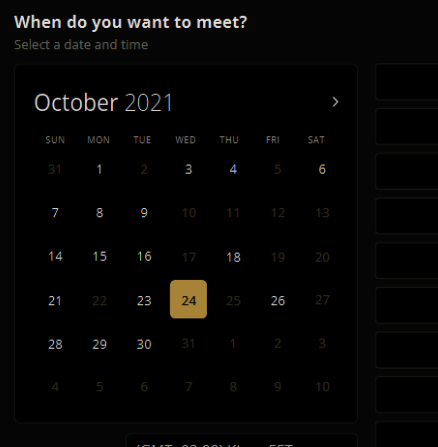 When do you want to meet?
Select a date and time
October 2021 >
SUN MON TUE WED THU FRI SAT
31 1 2 3 4 5 6
7 8 9 10 11 12 13
14 15 16 17 18 19 20
21 22 23 24 25 26 27
28 29 30 31 1 2 3
4 5 6 7 8 9 10